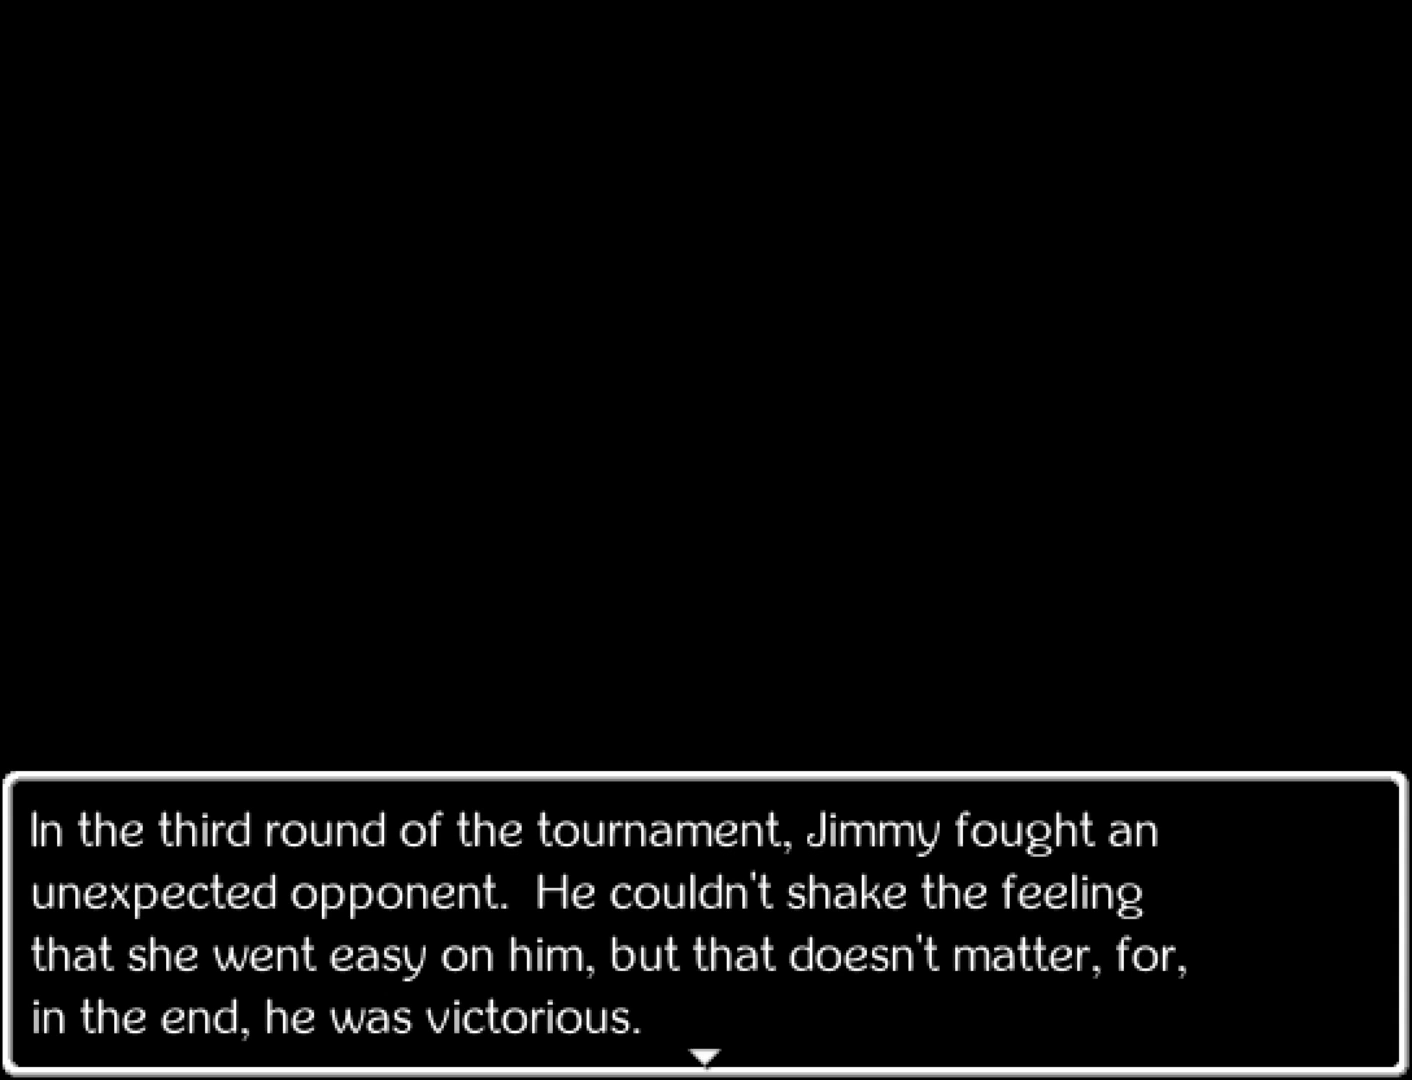 In the third round of the tournament, Jimmy fought an
unexpected opponent.  He couldn't shake the feeling
that she went easy on him, but that doesn't matter, for,
in the end, he was victorious.